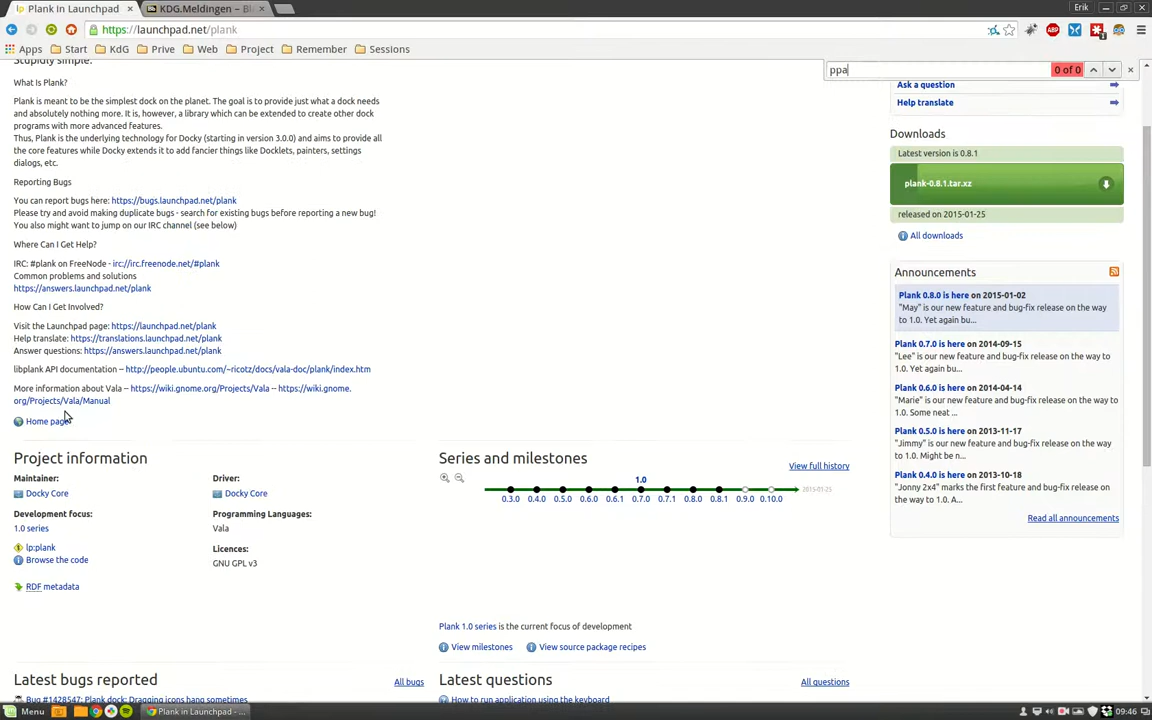 Plank in Launchpad
KDG.Meldingen
Erik
https://launchpad.net/plank
Apps
Start
KdG
Prive
Web
Project
Remember
Sessions
ppa
0 of 0
Stupidly simple.
What Is Plank?
Plank is meant to be the simplest dock on the planet. The goal is to provide just what a dock needs
and absolutely nothing more. It is, however, a library which can be extended to create other dock
programs with more advanced features.
Thus, Plank is the underlying technology for Docky (starting in version 3.0.0) and aims to provide all
the core features while Docky extends it to add fancier things like Docklets, painters, settings
dialogs, etc.
Reporting Bugs
You can report bugs here: https://bugs.launchpad.net/plank
Please try and avoid making duplicate bugs - search for existing bugs before reporting a new bug!
You also might want to jump on our IRC channel (see below)
Where Can I Get Help?
IRC: #plank on FreeNode - irc://irc.freenode.net/#plank
Common problems and solutions
https://answers.launchpad.net/plank
How Can I Get Involved?
Visit the Launchpad page: https://launchpad.net/plank
Help translate: https://translations.launchpad.net/plank
Answer questions: https://answers.launchpad.net/plank
libplank API documentation -- http://people.ubuntu.com/~ricotz/docs/vala-doc/plank/index.htm
More information about Vala -- https://wiki.gnome.org/Projects/Vala -- https://wiki.gnome.
org/Projects/Vala/Manual
Home page
Ask a question
Help translate
Downloads
Latest version is 0.8.1
plank-0.8.1.tar.xz
released on 2015-01-25
All downloads
Announcements
Plank 0.8.0 is here on 2015-01-02
"May" is our new feature and bug-fix release on the way
to 1.0. Yet again bu...
Plank 0.7.0 is here on 2014-09-15
"Lee" is our new feature and bug-fix release on the way to
1.0. Yet again bu...
Plank 0.6.0 is here on 2014-04-14
"Marie" is our new feature and bug-fix release on the way
to 1.0. Some neat ...
Plank 0.5.0 is here on 2013-11-17
"Jimmy" is our new feature and bug-fix release on the way
to 1.0. Might be n...
Plank 0.4.0 is here on 2013-10-18
"Jonny 2x4" marks the first feature and bug-fix release on
the way to 1.0. A...
Read all announcements
Project information
Maintainer:
Docky Core
Driver:
Docky Core
Development focus:
1.0 series
Programming Languages:
Vala
lp:plank
Browse the code
Licences:
GNU GPL v3
RDF metadata
Series and milestones
View full history
1.0
0.3.0 0.4.0 0.5.0 0.6.0 0.6.1 0.7.0 0.7.1 0.8.0 0.8.1 0.9.0 0.10.0
2015-01-25
Plank 1.0 series is the current focus of development
View milestones
View source package recipes
Latest bugs reported
All bugs
Bug #1428547: Plank dock: Dragging icons hang sometimes
Latest questions
All questions
How to run application using the keyboard
Menu
Plank in Launchpad - ...
09:46